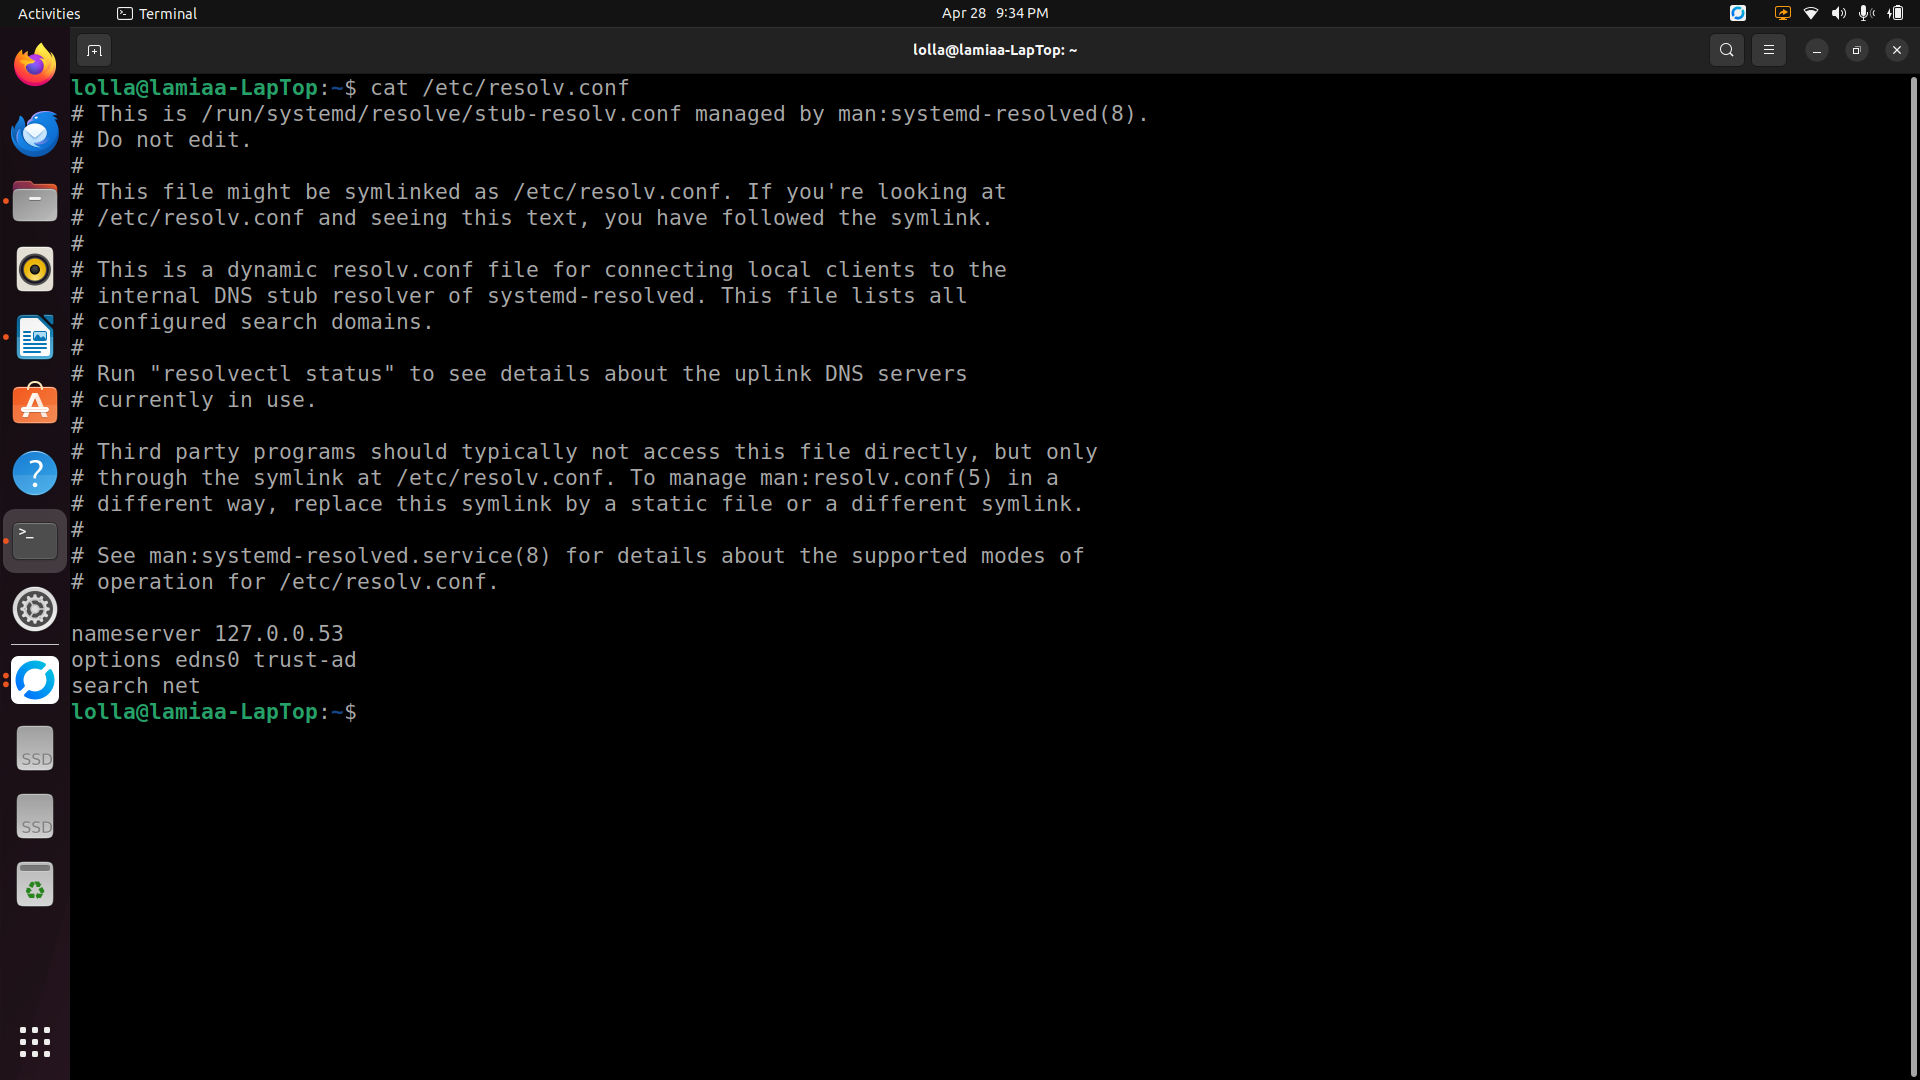 Activities
Terminal
Apr 28 9:34 PM
lolla@lamiaa-LapTop: ~
lolla@lamiaa-LapTop:~$ cat /etc/resolv.conf
# This is /run/systemd/resolve/stub-resolv.conf managed by man:systemd-resolved(8).
# Do not edit.
#
# This file might be symlinked as /etc/resolv.conf. If you're looking at
# /etc/resolv.conf and seeing this text, you have followed the symlink.
#
# This is a dynamic resolv.conf file for connecting local clients to the
# internal DNS stub resolver of systemd-resolved. This file lists all
# configured search domains.
#
# Run "resolvectl status" to see details about the uplink DNS servers
# currently in use.
#
# Third party programs should typically not access this file directly, but only
# through the symlink at /etc/resolv.conf. To manage man:resolv.conf(5) in a
# different way, replace this symlink by a static file or a different symlink.
#
# See man:systemd-resolved.service(8) for details about the supported modes of
# operation for /etc/resolv.conf.

nameserver 127.0.0.53
options edns0 trust-ad
search net
lolla@lamiaa-LapTop:~$
SSD
SSD